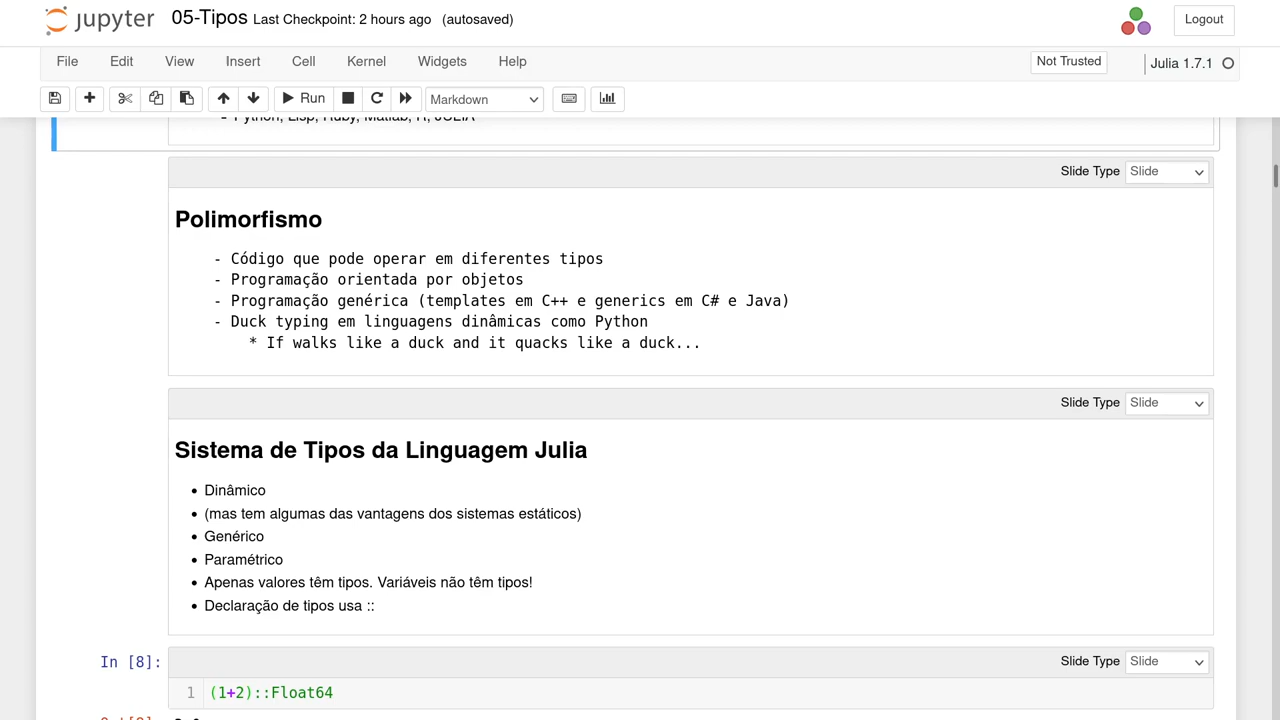 jupyter 05-Tipos Last Checkpoint: 2 hours ago (autosaved) Logout
File Edit View Insert Cell Kernel Widgets Help Not Trusted Julia 1.7.1
Run Markdown
- Python, Lisp, Ruby, Matlab, R, JULIA
Slide Type Slide
Polimorfismo
- Código que pode operar em diferentes tipos
- Programação orientada por objetos
- Programação genérica (templates em C++ e generics em C# e Java)
- Duck typing em linguagens dinâmicas como Python
* If walks like a duck and it quacks like a duck...
Slide Type Slide
Sistema de Tipos da Linguagem Julia
• Dinâmico
• (mas tem algumas das vantagens dos sistemas estáticos)
• Genérico
• Paramétrico
• Apenas valores têm tipos. Variáveis não têm tipos!
• Declaração de tipos usa ::
In [8]: Slide Type Slide
1 (1+2)::Float64